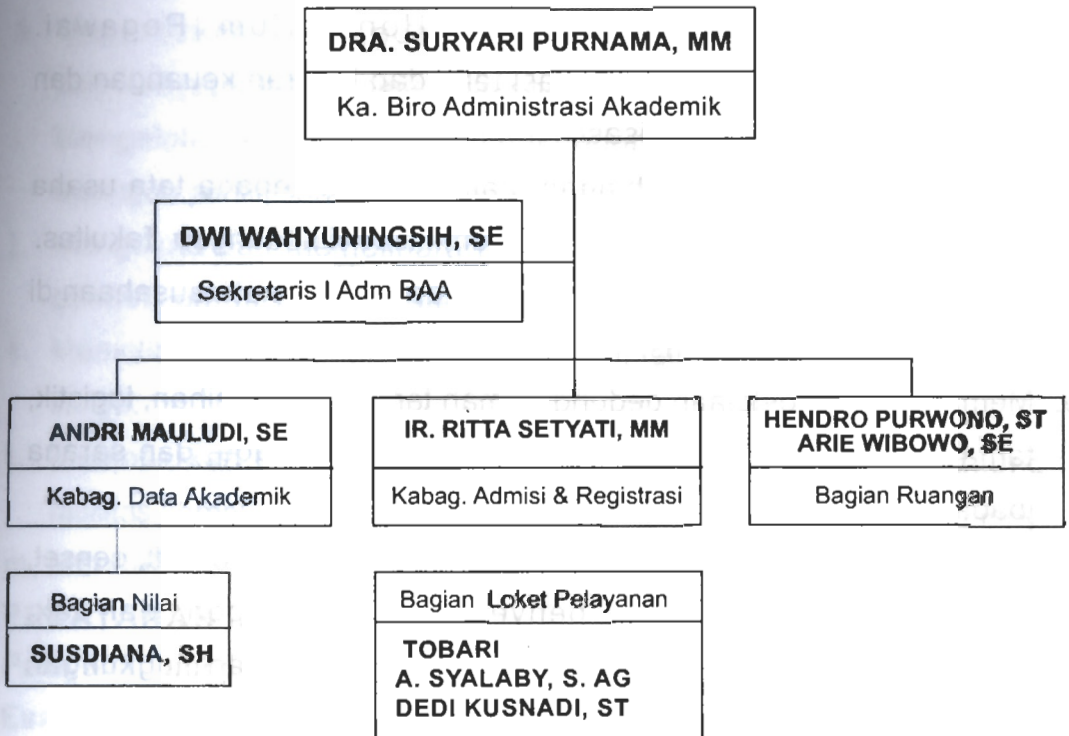 DRA. SURYARI PURNAMA, MM
Ka. Biro Administrasi Akademik
DWI WAHYUNINGSIH, SE
Sekretaris I Adm BAA
ANDRI MAULUDI, SE
Kabag. Data Akademik
IR. RITTA SETYATI, MM
Kabag. Admisi & Registrasi
HENDRO PURWONO, ST
ARIE WIBOWO, SE
Bagian Ruangan
Bagian Nilai
SUSDIANA, SH
Bagian Loket Pelayanan
TOBARI
A. SYALABY, S. AG
DEDI KUSNADI, ST